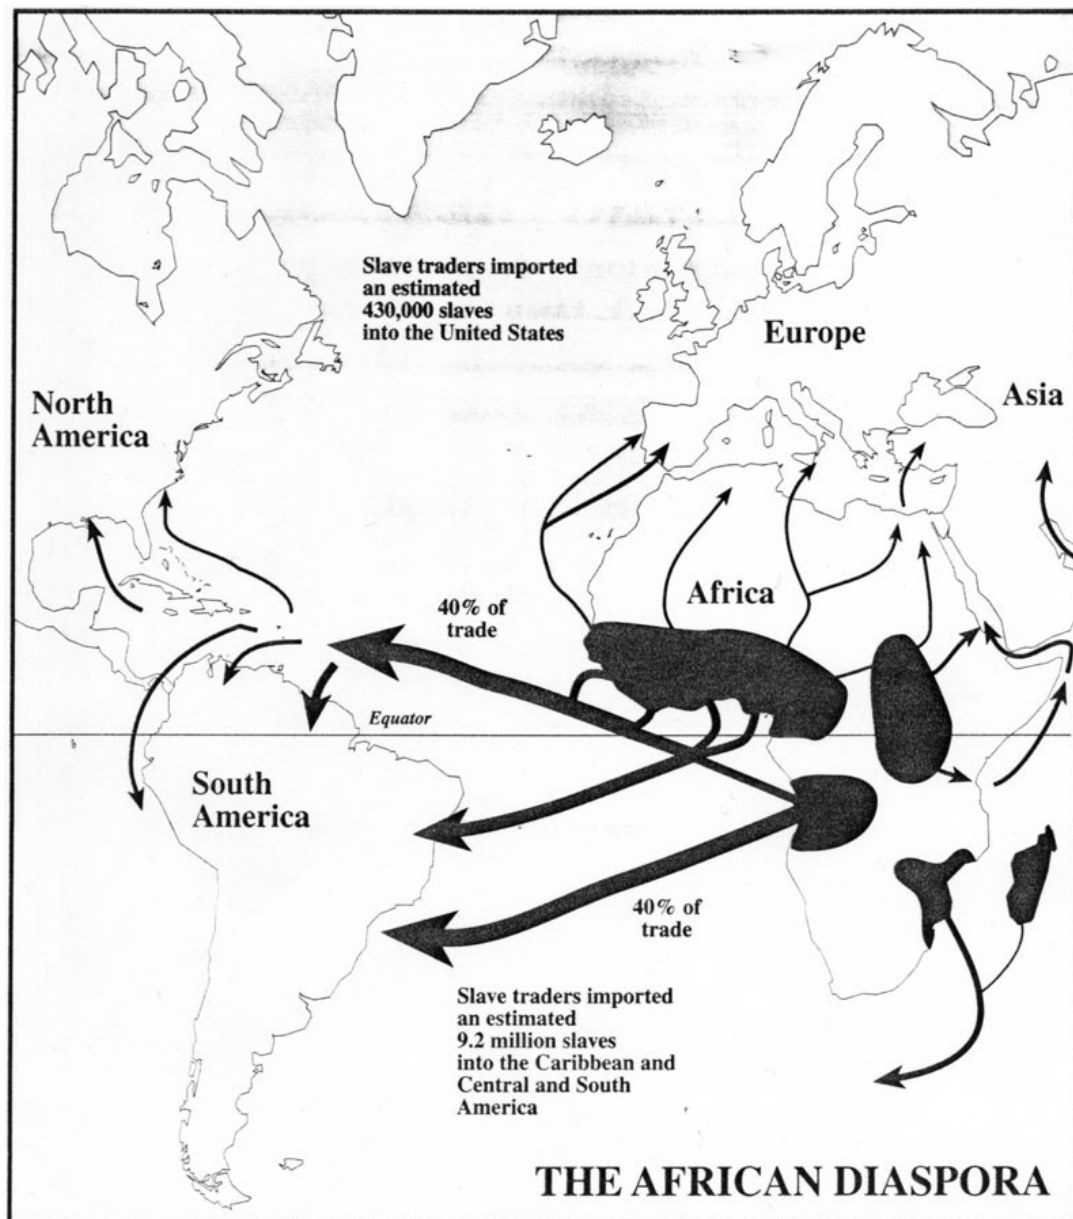 Slave traders imported
an estimated
430,000 slaves
into the United States
Europe
North
America
Asia
Africa
40% of
trade
Equator
South
America
40% of
trade
Slave traders imported
an estimated
9.2 million slaves
into the Caribbean and
Central and South
America
THE AFRICAN DIASPORA